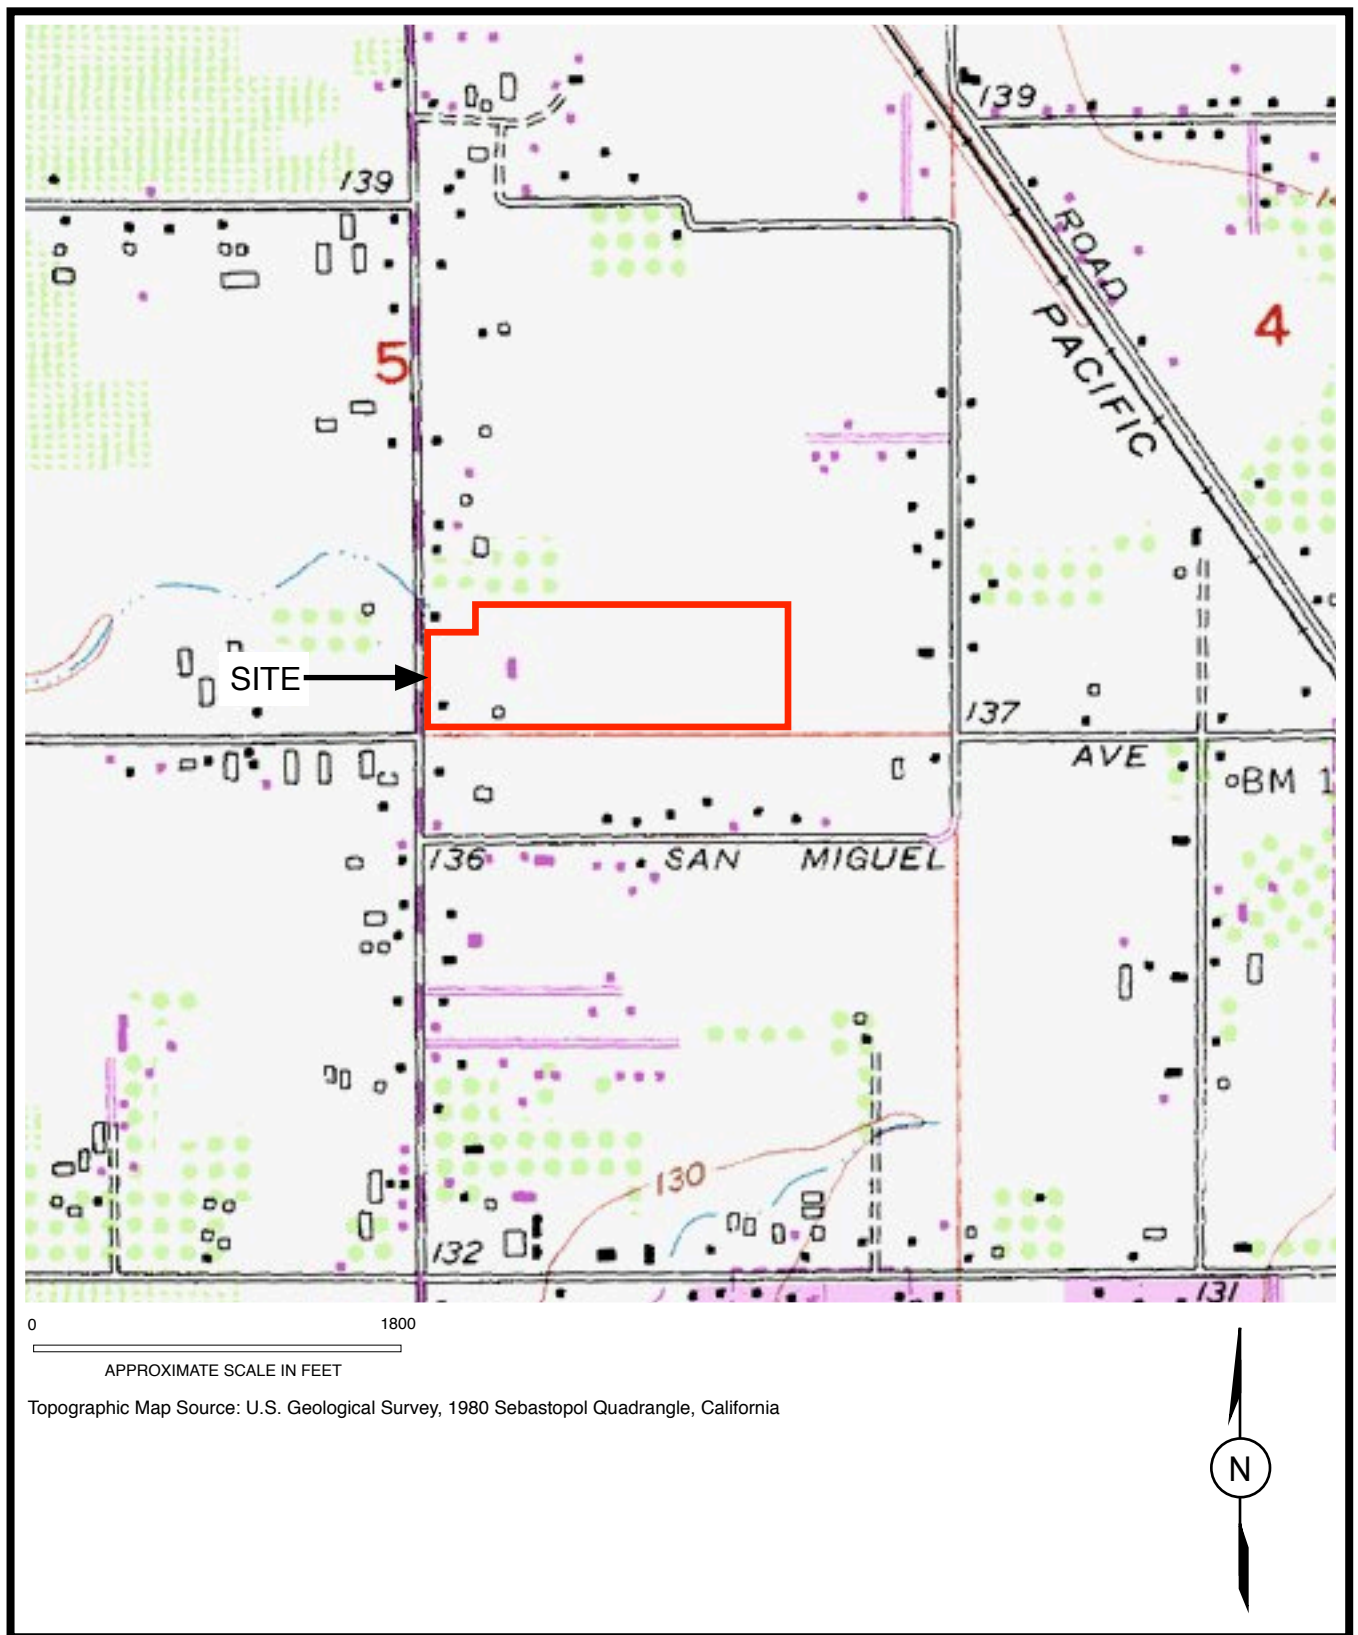 139
139
ROAD
PACIFIC
4
5
SITE
137
AVE
BM 1
136
SAN MIGUEL
130
132
131
0 1800
APPROXIMATE SCALE IN FEET
Topographic Map Source: U.S. Geological Survey, 1980 Sebastopol Quadrangle, California
N